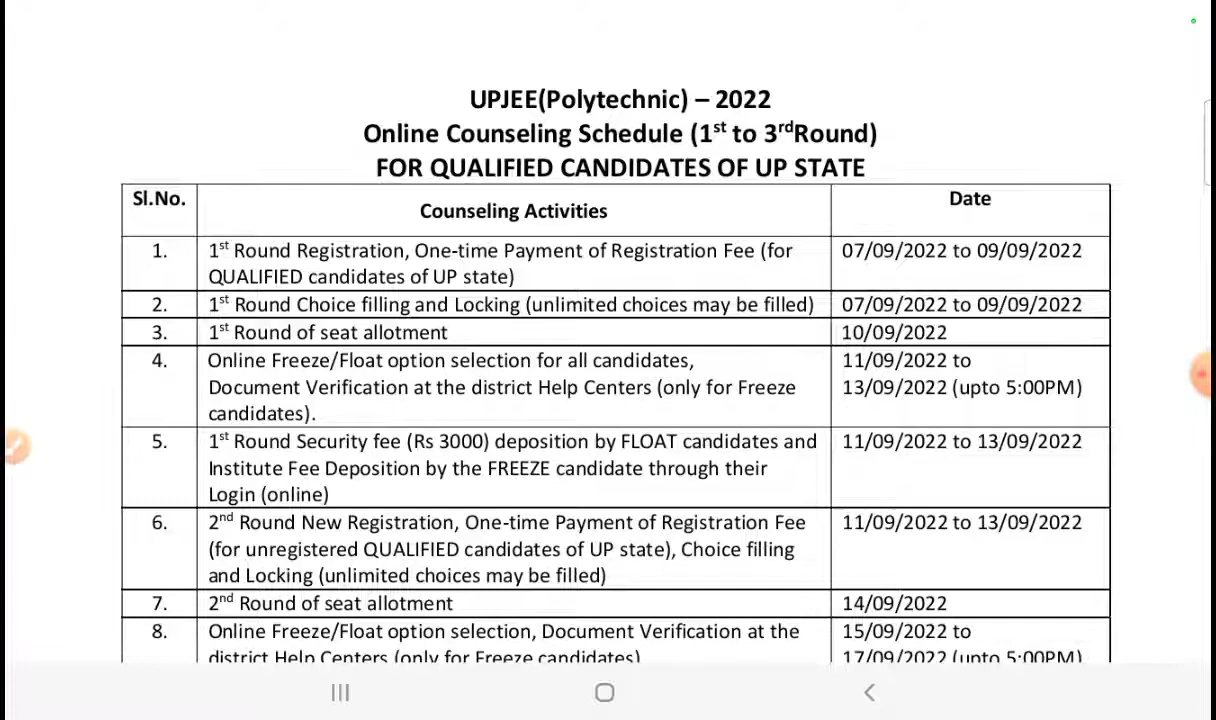 UPJEE(Polytechnic) – 2022
Online Counseling Schedule (1st to 3rdRound)
FOR QUALIFIED CANDIDATES OF UP STATE
Sl.No. Counseling Activities Date
1. 1st Round Registration, One-time Payment of Registration Fee (for 07/09/2022 to 09/09/2022
QUALIFIED candidates of UP state)
2. 1st Round Choice filling and Locking (unlimited choices may be filled) 07/09/2022 to 09/09/2022
3. 1st Round of seat allotment 10/09/2022
4. Online Freeze/Float option selection for all candidates, 11/09/2022 to
Document Verification at the district Help Centers (only for Freeze 13/09/2022 (upto 5:00PM)
candidates).
5. 1st Round Security fee (Rs 3000) deposition by FLOAT candidates and 11/09/2022 to 13/09/2022
Institute Fee Deposition by the FREEZE candidate through their
Login (online)
6. 2nd Round New Registration, One-time Payment of Registration Fee 11/09/2022 to 13/09/2022
(for unregistered QUALIFIED candidates of UP state), Choice filling
and Locking (unlimited choices may be filled)
7. 2nd Round of seat allotment 14/09/2022
8. Online Freeze/Float option selection, Document Verification at the 15/09/2022 to
district Help Centers (only for Freeze candidates) 17/09/2022 (upto 5:00PM)